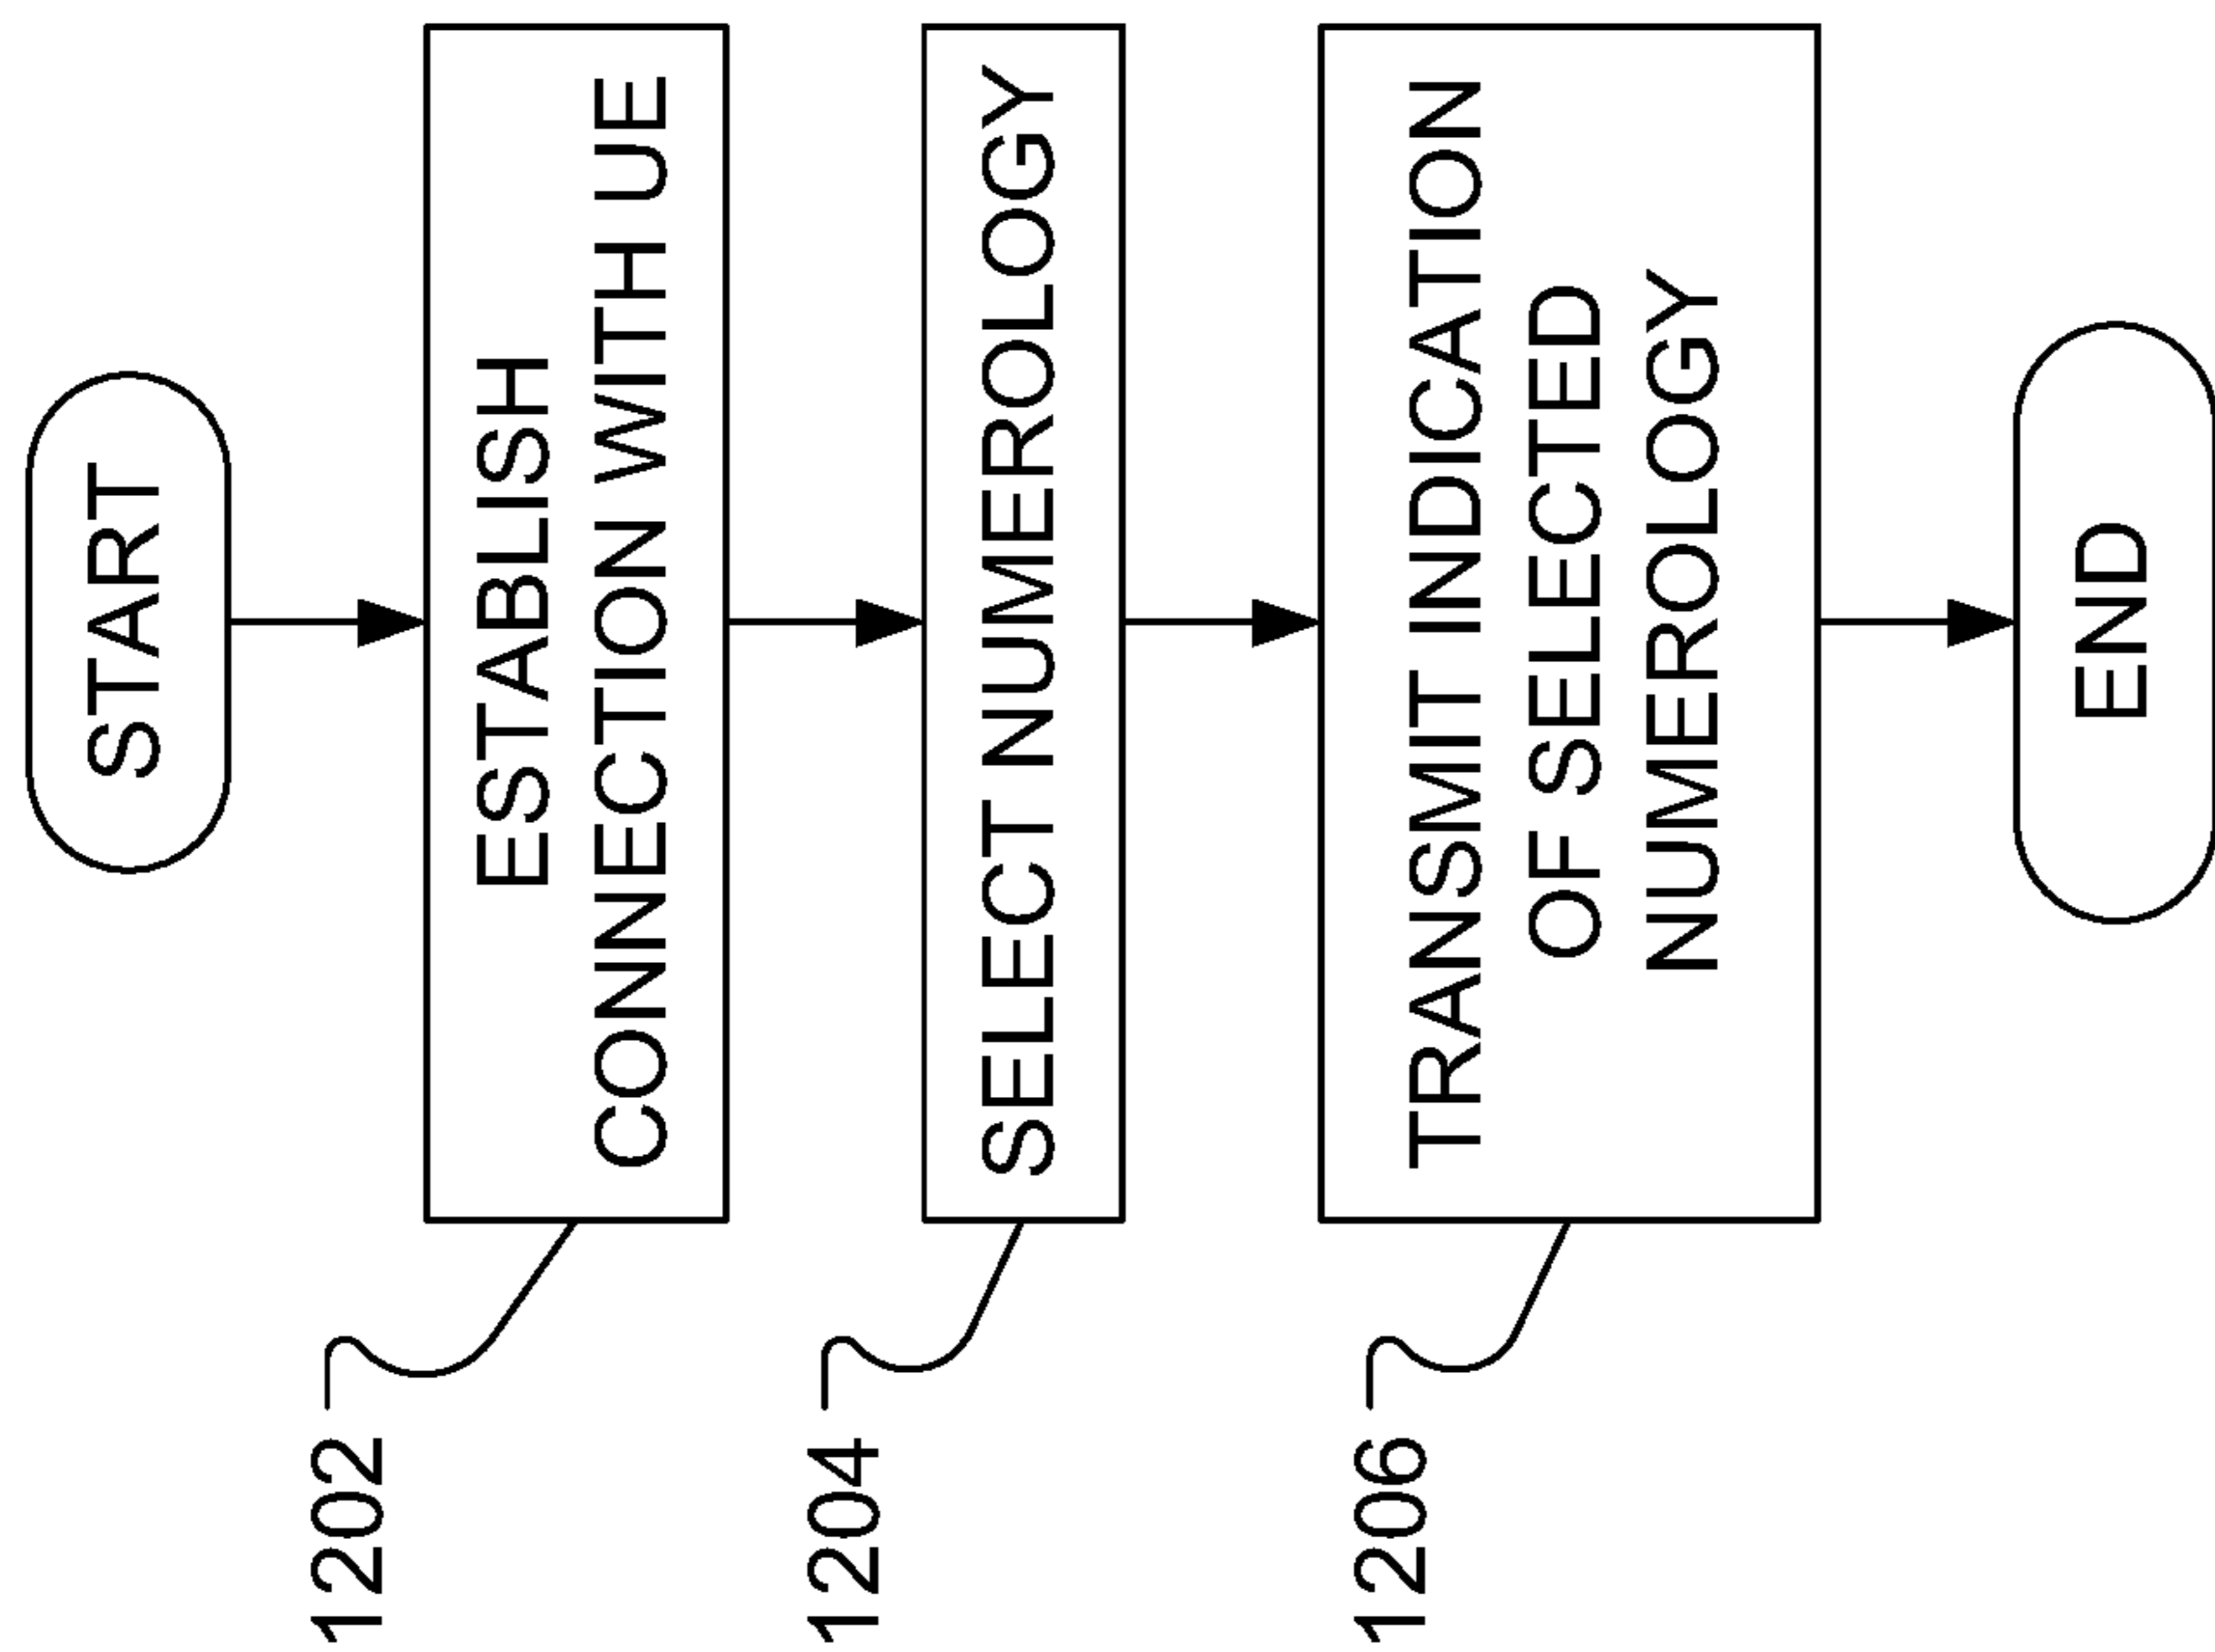 START
1202
ESTABLISH
CONNECTION WITH UE
1204
SELECT NUMEROLOGY
1206
TRANSMIT INDICATION
OF SELECTED
NUMEROLOGY
END